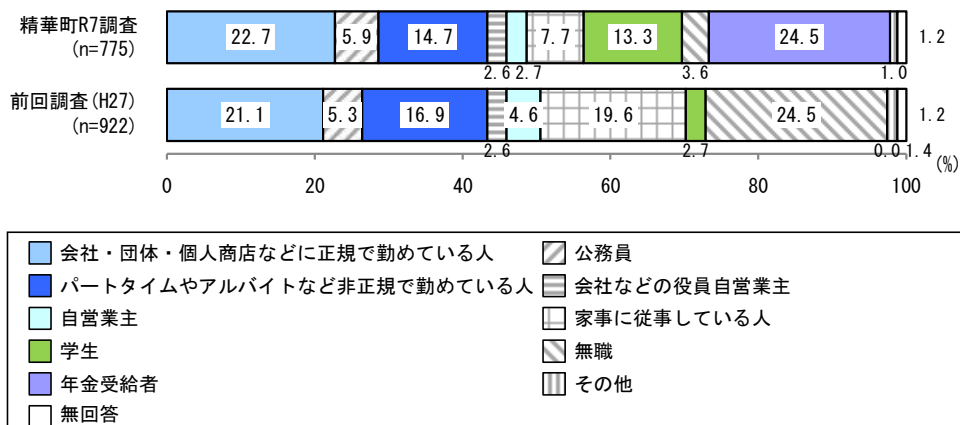 精華町R7調査
(n=775)
22.7 5.9 14.7 7.7 13.3 24.5 1.2
2.6 2.7 3.6 1.0
前回調査(H27)
(n=922)
21.1 5.3 16.9 4.6 19.6 24.5 1.2
2.6 2.7 0.0 1.4
(%)
0 20 40 60 80 100
会社・団体・個人商店などに正規で勤めている人 公務員
パートタイムやアルバイトなど非正規で勤めている人 会社などの役員自営業主
自営業主 家事に従事している人
学生 無職
年金受給者 その他
無回答